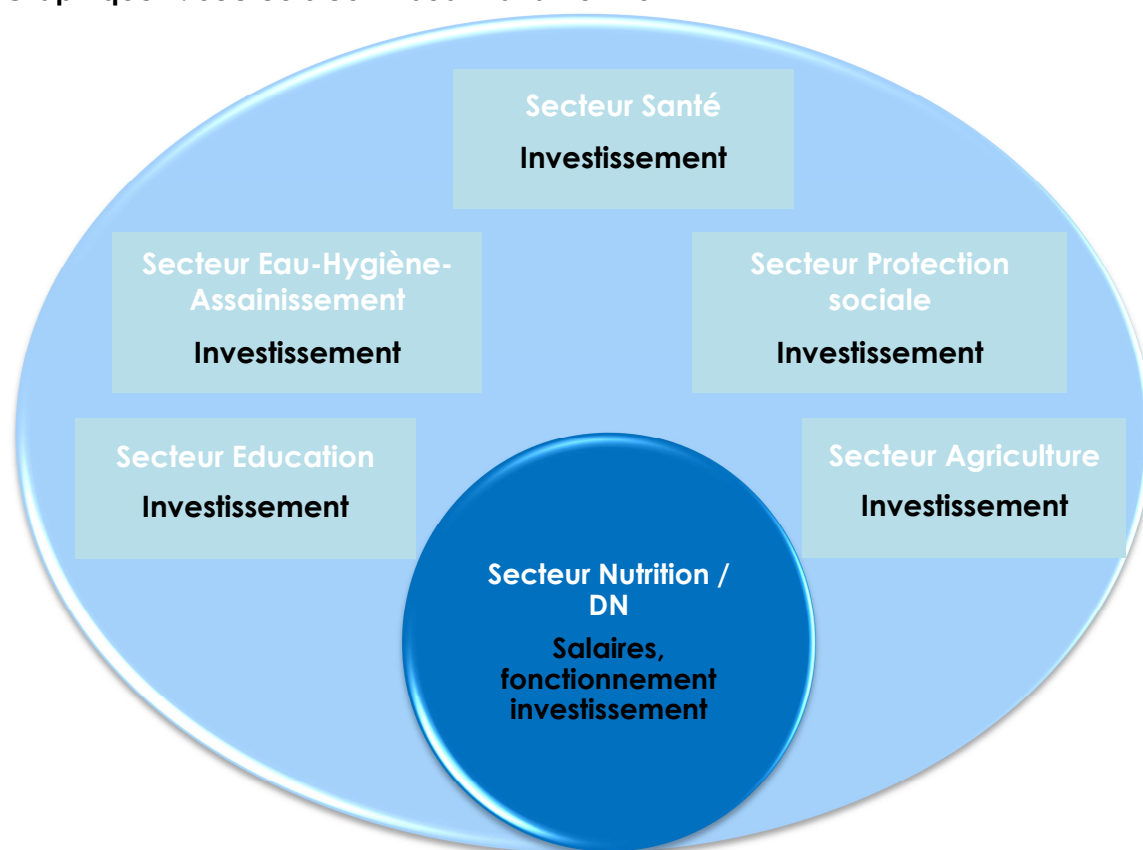 Secteur Santé
Investissement
Secteur Eau-Hygiène-
Assainissement
Investissement
Secteur Protection
sociale
Investissement
Secteur Education
Investissement
Secteur Agriculture
Investissement
Secteur Nutrition /
DN
Salaires,
fonctionnement
investissement